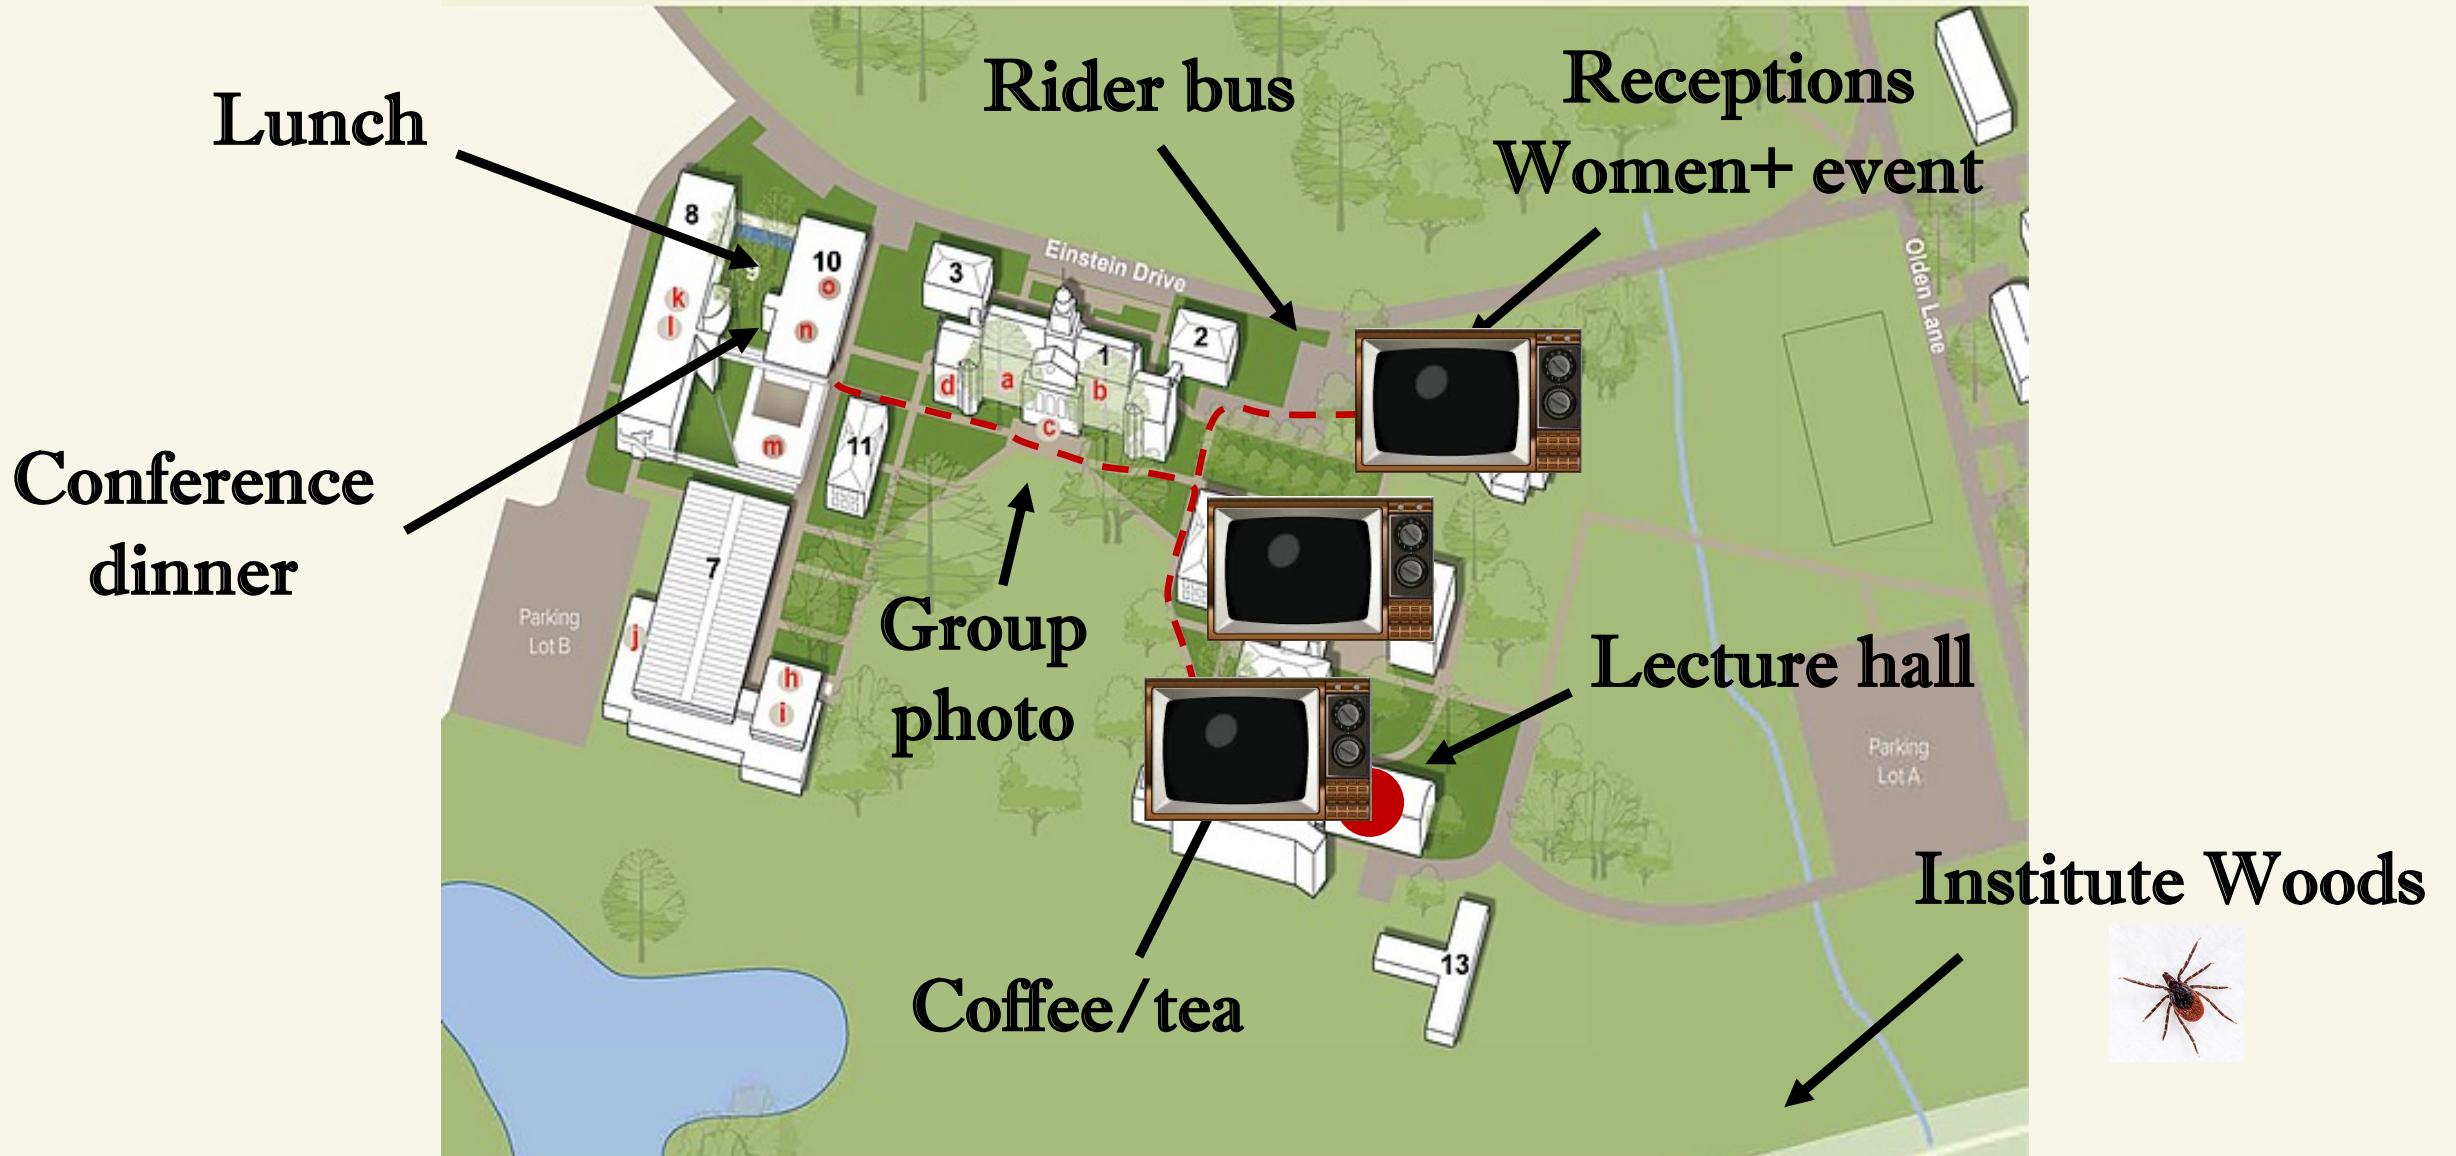 Lunch
Rider bus
Receptions
Women+ event
Einstein Drive
Olden Lane
8
9
10
o
k
l
n
m
3
2
1
d
a
b
c
11
7
j
h
i
Parking
Lot B
Conference
dinner
Group
photo
Lecture hall
Parking
Lot A
Institute Woods
13
Coffee/tea